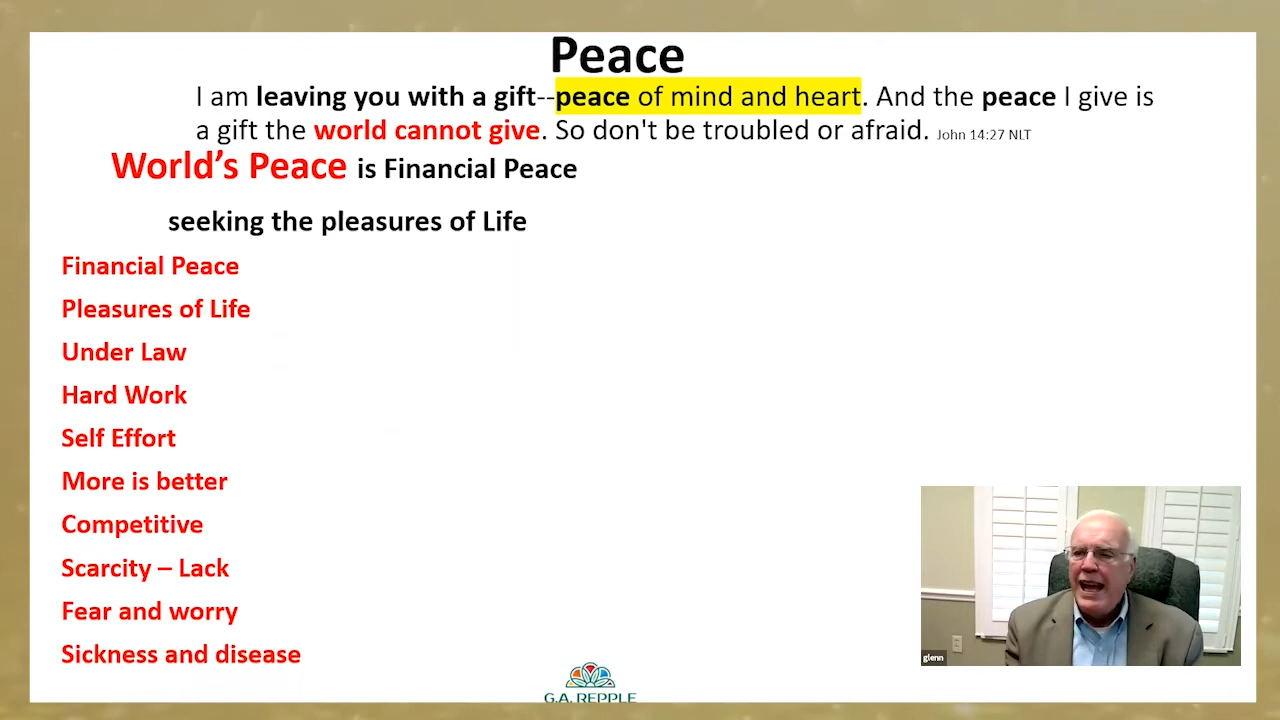 Peace
I am leaving you with a gift--peace of mind and heart. And the peace I give is
a gift the world cannot give. So don't be troubled or afraid. John 14:27 NLT
World’s Peace is Financial Peace
seeking the pleasures of Life
Financial Peace
Pleasures of Life
Under Law
Hard Work
Self Effort
More is better
Competitive
Scarcity – Lack
Fear and worry
Sickness and disease
glenn
G.A. REPPLE